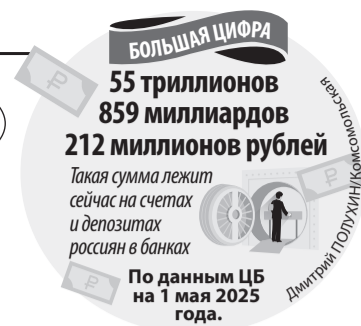 БОЛЬШАЯ ЦИФРА
55 триллионов
859 миллиардов
212 миллионов рублей
Такая сумма лежит
сейчас на счетах
и депозитах
россиян в банках
По данным ЦБ
на 1 мая 2025
года.
Дмитрий ПОЛУХИН/Комсомольская
₽
₽
₽